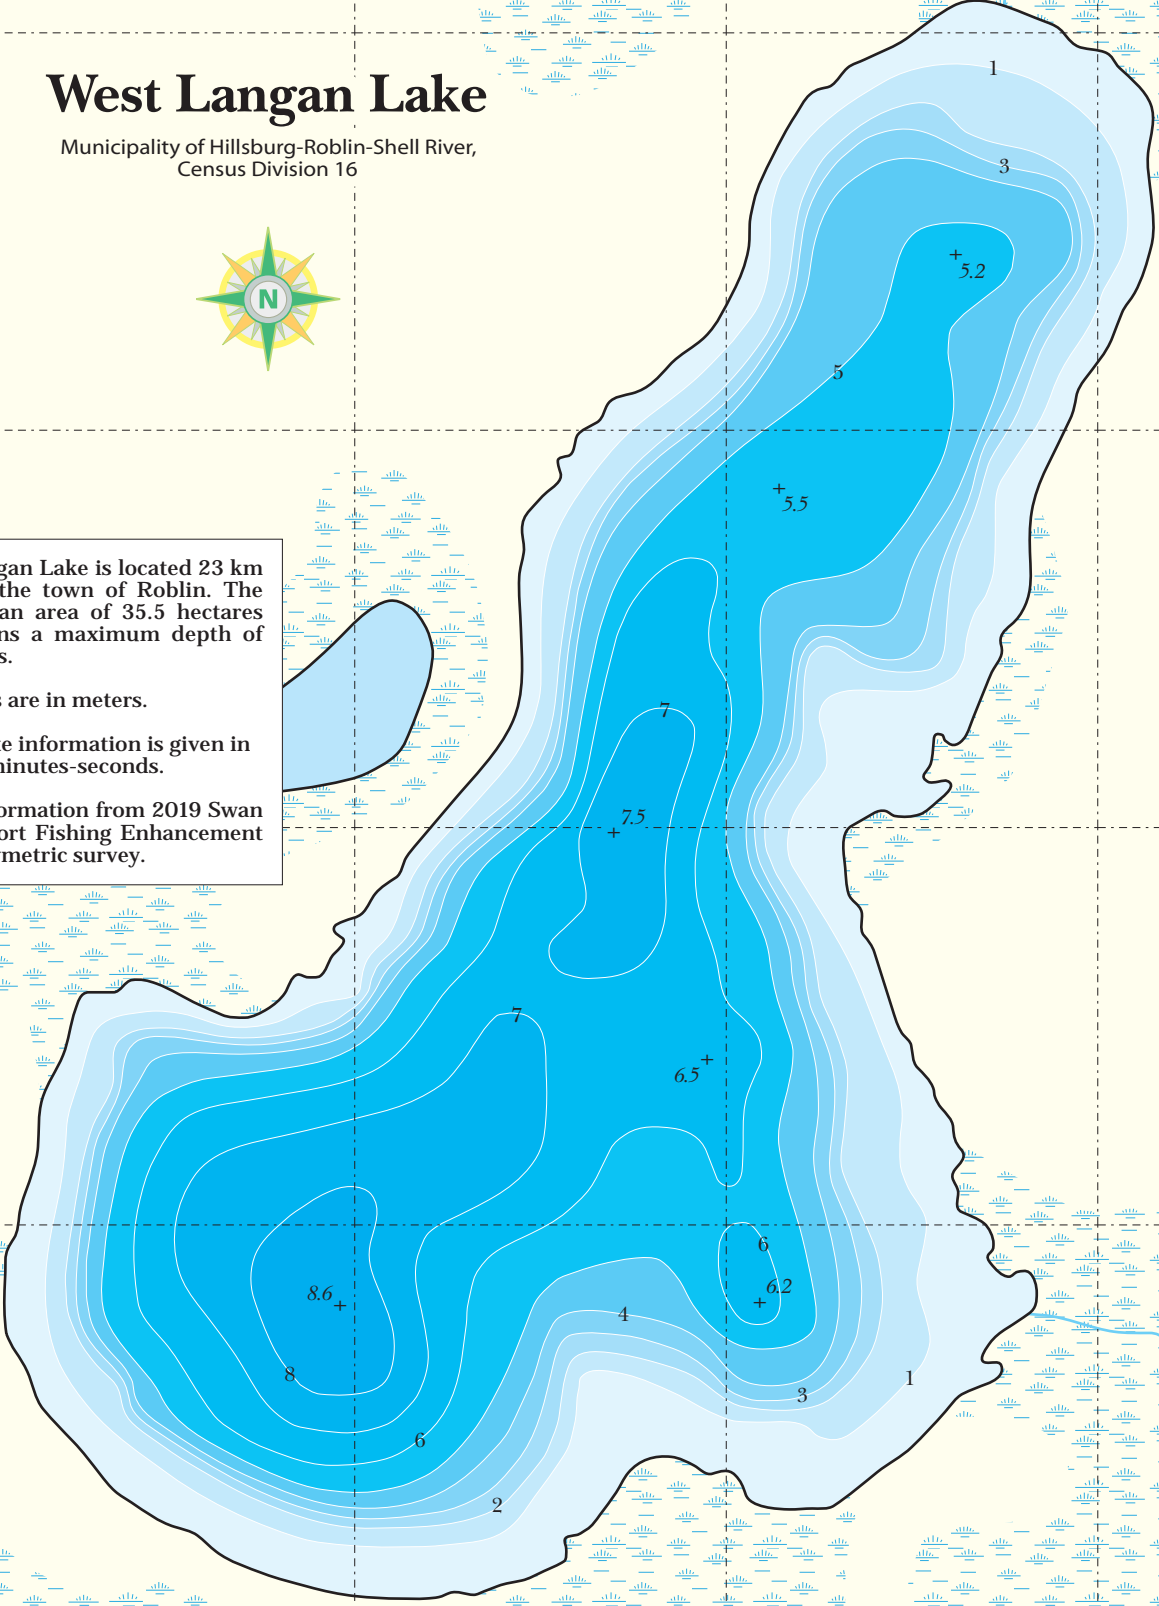 West Langan Lake
Municipality of Hillsburg-Roblin-Shell River,
Census Division 16
N
1
3
5.2
5
5.5
gan Lake is located 23 km
the town of Roblin. The
an area of 35.5 hectares
ns a maximum depth of
s.
s are in meters.
te information is given in
minutes-seconds.
formation from 2019 Swan
ort Fishing Enhancement
ymetric survey.
7
7.5
7
6.5
6
6.2
8.6
4
8
3
1
6
2